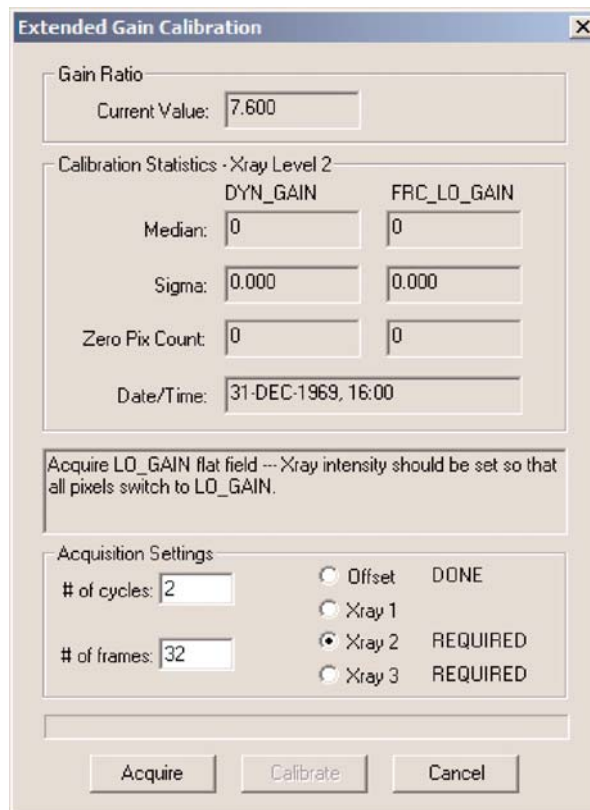 Extended Gain Calibration
Gain Ratio
Current Value: 7.600
Calibration Statistics - Xray Level 2
DYN_GAIN FRC_LO_GAIN
Median: 0 0
Sigma: 0.000 0.000
Zero Pix Count: 0 0
Date/Time: 31-DEC-1969, 16:00
Acquire LO_GAIN flat field --- Xray intensity should be set so that
all pixels switch to LO_GAIN.
Acquisition Settings
# of cycles: 2
Offset DONE
Xray 1
# of frames: 32
Xray 2 REQUIRED
Xray 3 REQUIRED
Acquire Calibrate Cancel